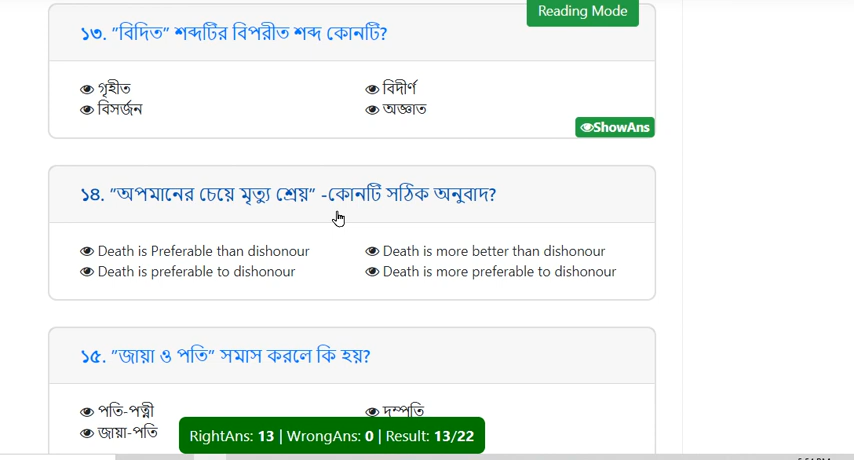 Reading Mode
১৩. "বিদিত" শব্দটির বিপরীত শব্দ কোনটি?
গৃহীত
বিদীর্ণ
বিসর্জন
অজ্ঞাত
ShowAns
১৪. "অপমানের চেয়ে মৃত্যু শ্রেয়" -কোনটি সঠিক অনুবাদ?
Death is Preferable than dishonour
Death is more better than dishonour
Death is preferable to dishonour
Death is more preferable to dishonour
১৫. "জায়া ও পতি" সমাস করলে কি হয়?
পতি-পত্নী
দম্পতি
জায়া-পতি
RightAns: 13 | WrongAns: 0 | Result: 13/22